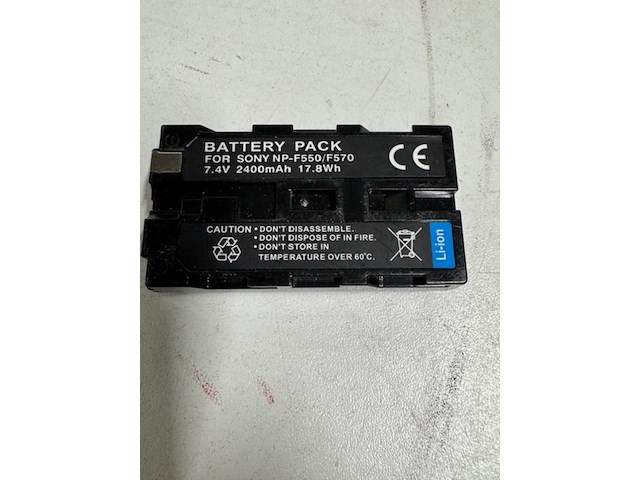 BATTERY PACK
FOR SONY NP-F550/F570
7.4V 2400mAh 17.8Wh
CE
CAUTION • DON'T DISASSEMBLE.
• DON'T DISPOSE OF IN FIRE.
• DON'T STORE IN
TEMPERATURE OVER 60℃.
Li-ion